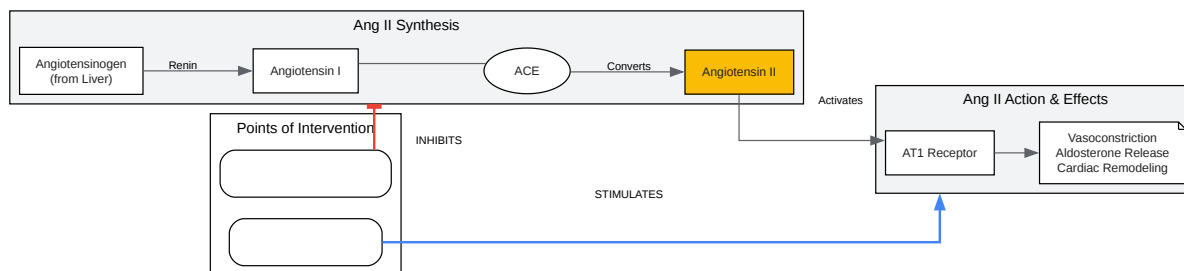 Ang II Synthesis
Angiotensinogen
(from Liver)
Renin
Angiotensin I
ACE
Converts
Angiotensin II
Activates
Ang II Action & Effects
AT1 Receptor
Vasoconstriction
Aldosterone Release
Cardiac Remodeling
Points of Intervention
INHIBITS
STIMULATES